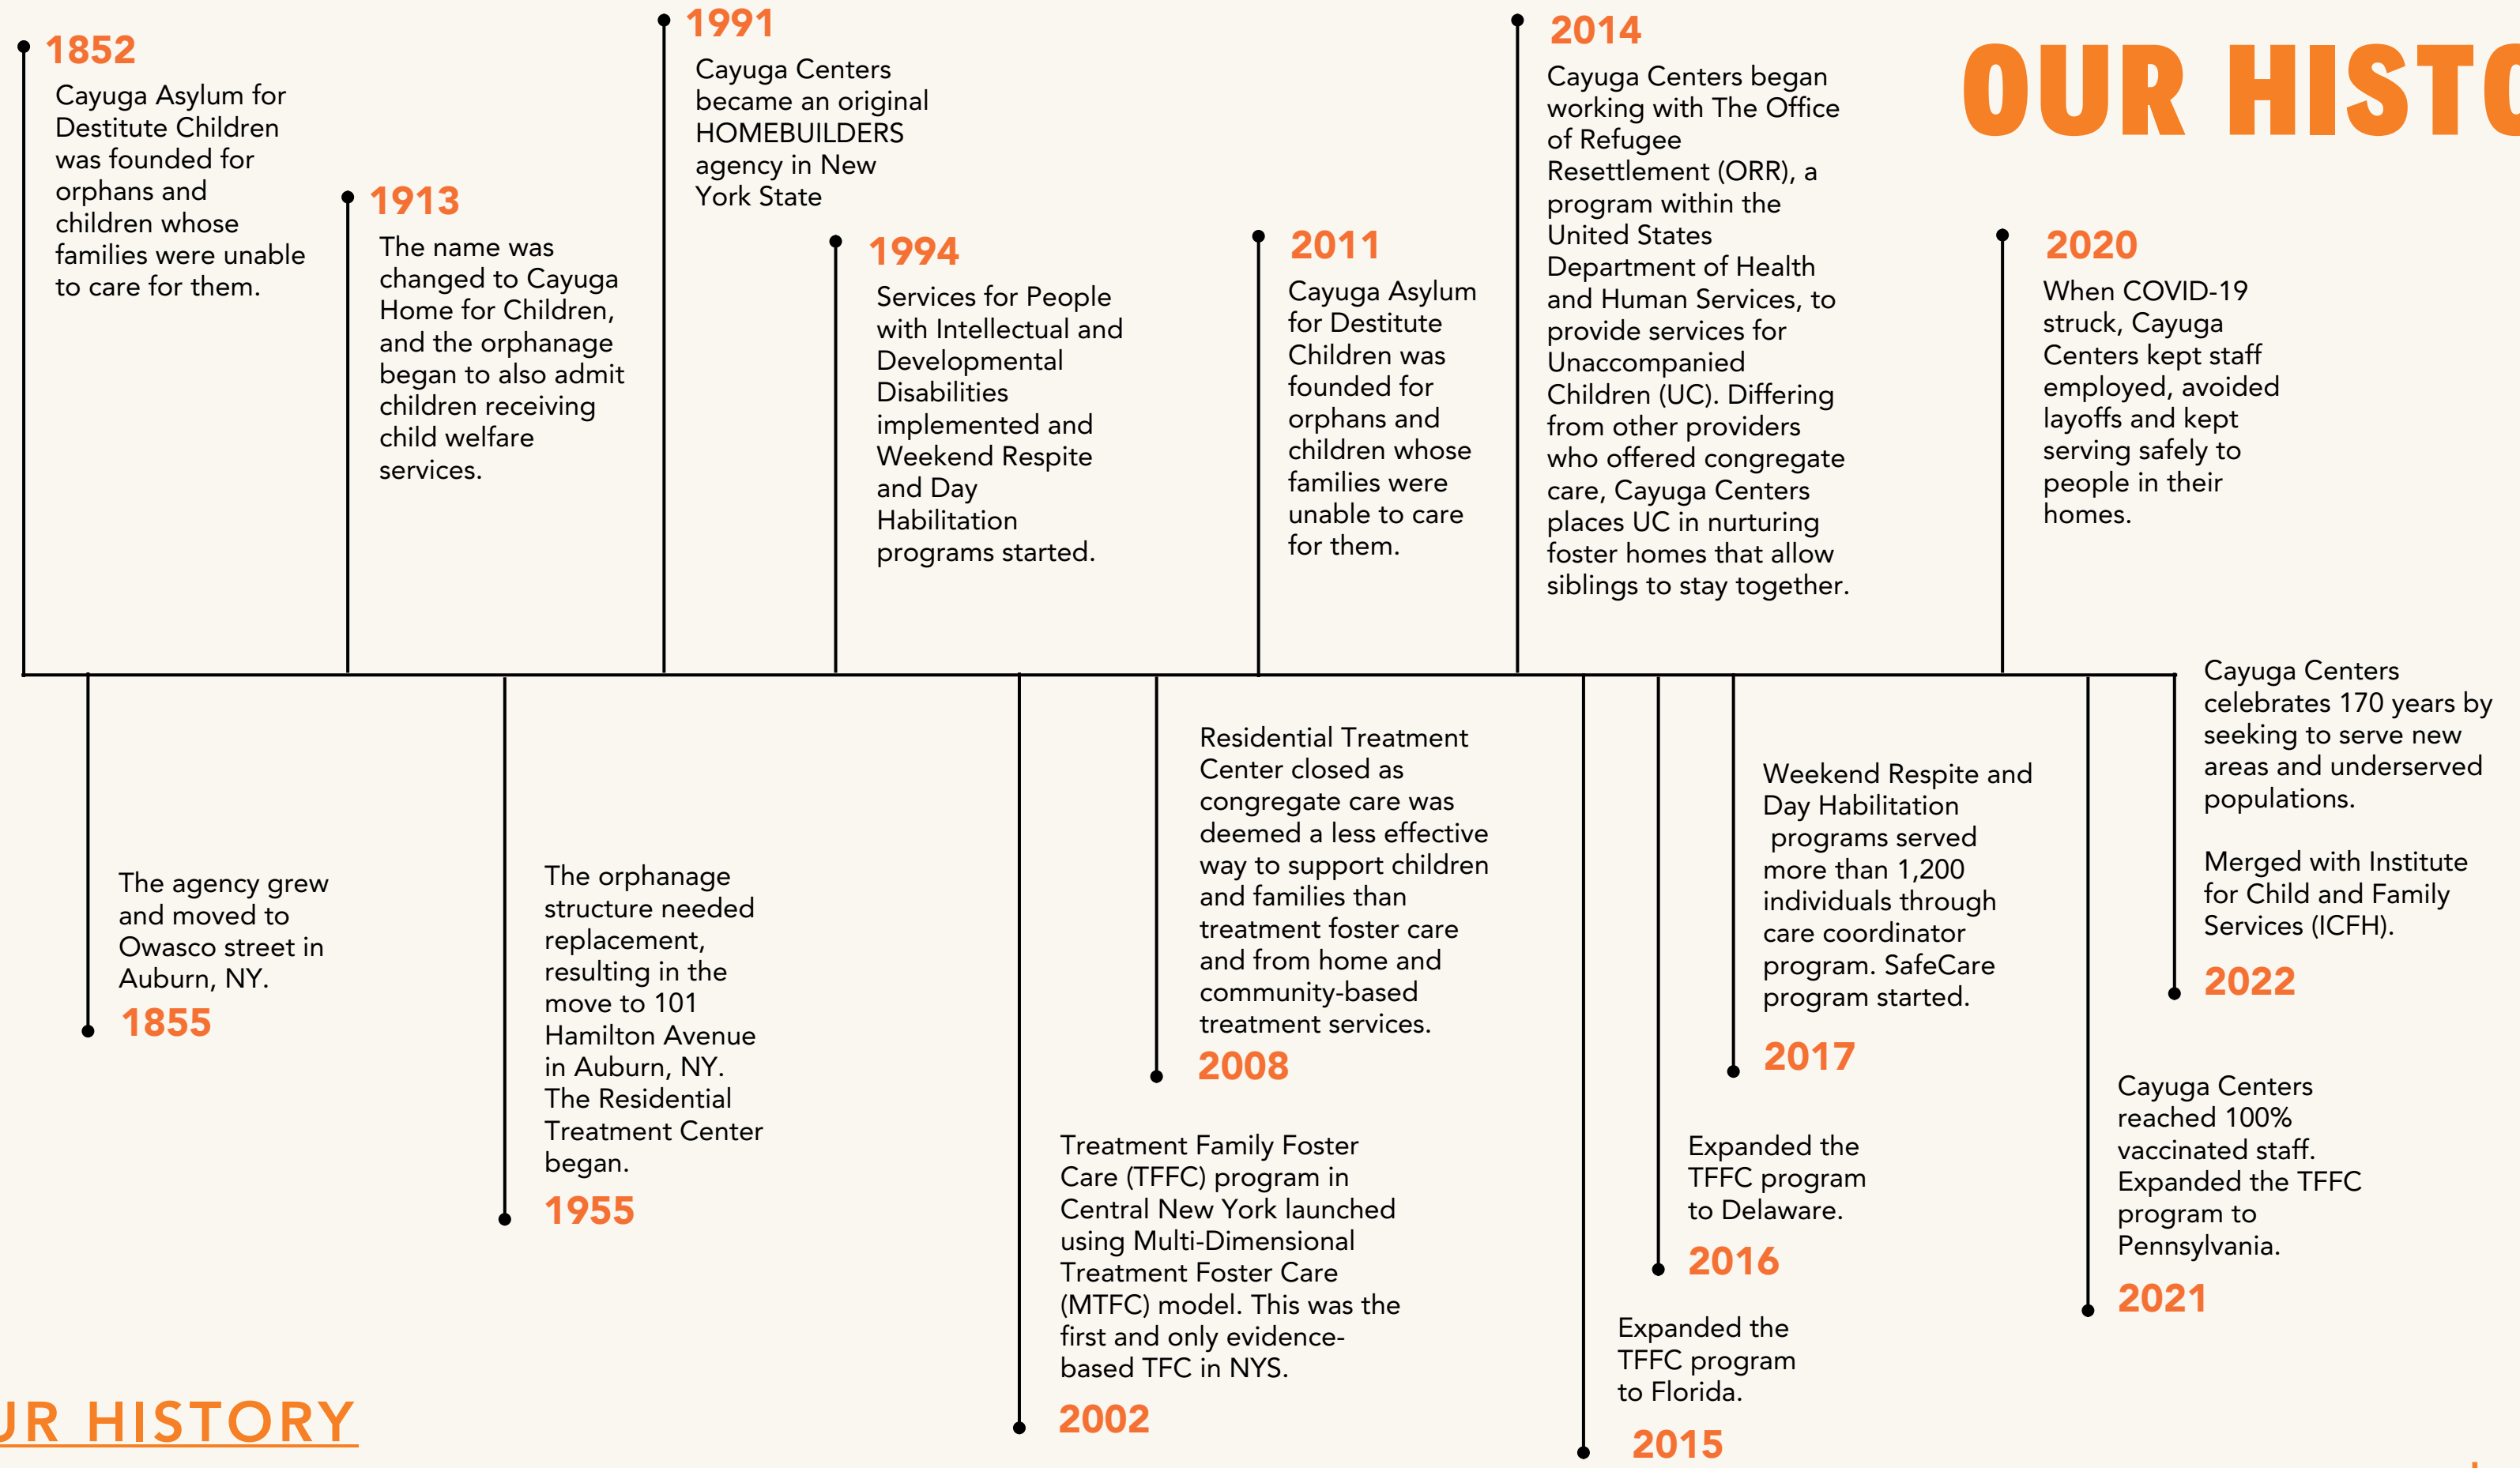 1852
Cayuga Asylum for
Destitute Children
was founded for
orphans and
children whose
families were unable
to care for them.
1913
The name was
changed to Cayuga
Home for Children,
and the orphanage
began to also admit
children receiving
child welfare
services.
1991
Cayuga Centers
became an original
HOMEBUILDERS
agency in New
York State
1994
Services for People
with Intellectual and
Developmental
Disabilities
implemented and
Weekend Respite
and Day
Habilitation
programs started.
2011
Cayuga Asylum
for Destitute
Children was
founded for
orphans and
children whose
families were
unable to care
for them.
2014
Cayuga Centers began
working with The Office
of Refugee
Resettlement (ORR), a
program within the
United States
Department of Health
and Human Services, to
provide services for
Unaccompanied
Children (UC). Differing
from other providers
who offered congregate
care, Cayuga Centers
places UC in nurturing
foster homes that allow
siblings to stay together.
OUR HISTO
2020
When COVID-19
struck, Cayuga
Centers kept staff
employed, avoided
layoffs and kept
serving safely to
people in their
homes.
The agency grew
and moved to
Owasco street in
Auburn, NY.
1855
The orphanage
structure needed
replacement,
resulting in the
move to 101
Hamilton Avenue
in Auburn, NY.
The Residential
Treatment Center
began.
1955
Treatment Family Foster
Care (TFFC) program in
Central New York launched
using Multi-Dimensional
Treatment Foster Care
(MTFC) model. This was the
first and only evidence-
based TFC in NYS.
2002
Residential Treatment
Center closed as
congregate care was
deemed a less effective
way to support children
and families than
treatment foster care
and from home and
community-based
treatment services.
2008
Expanded the
TFFC program
to Florida.
2015
Expanded the
TFFC program
to Delaware.
2016
Weekend Respite and
Day Habilitation
programs served
more than 1,200
individuals through
care coordinator
program. SafeCare
program started.
2017
Cayuga Centers
reached 100%
vaccinated staff.
Expanded the TFFC
program to
Pennsylvania.
2021
Cayuga Centers
celebrates 170 years by
seeking to serve new
areas and underserved
populations.
Merged with Institute
for Child and Family
Services (ICFH).
2022
UR HISTORY